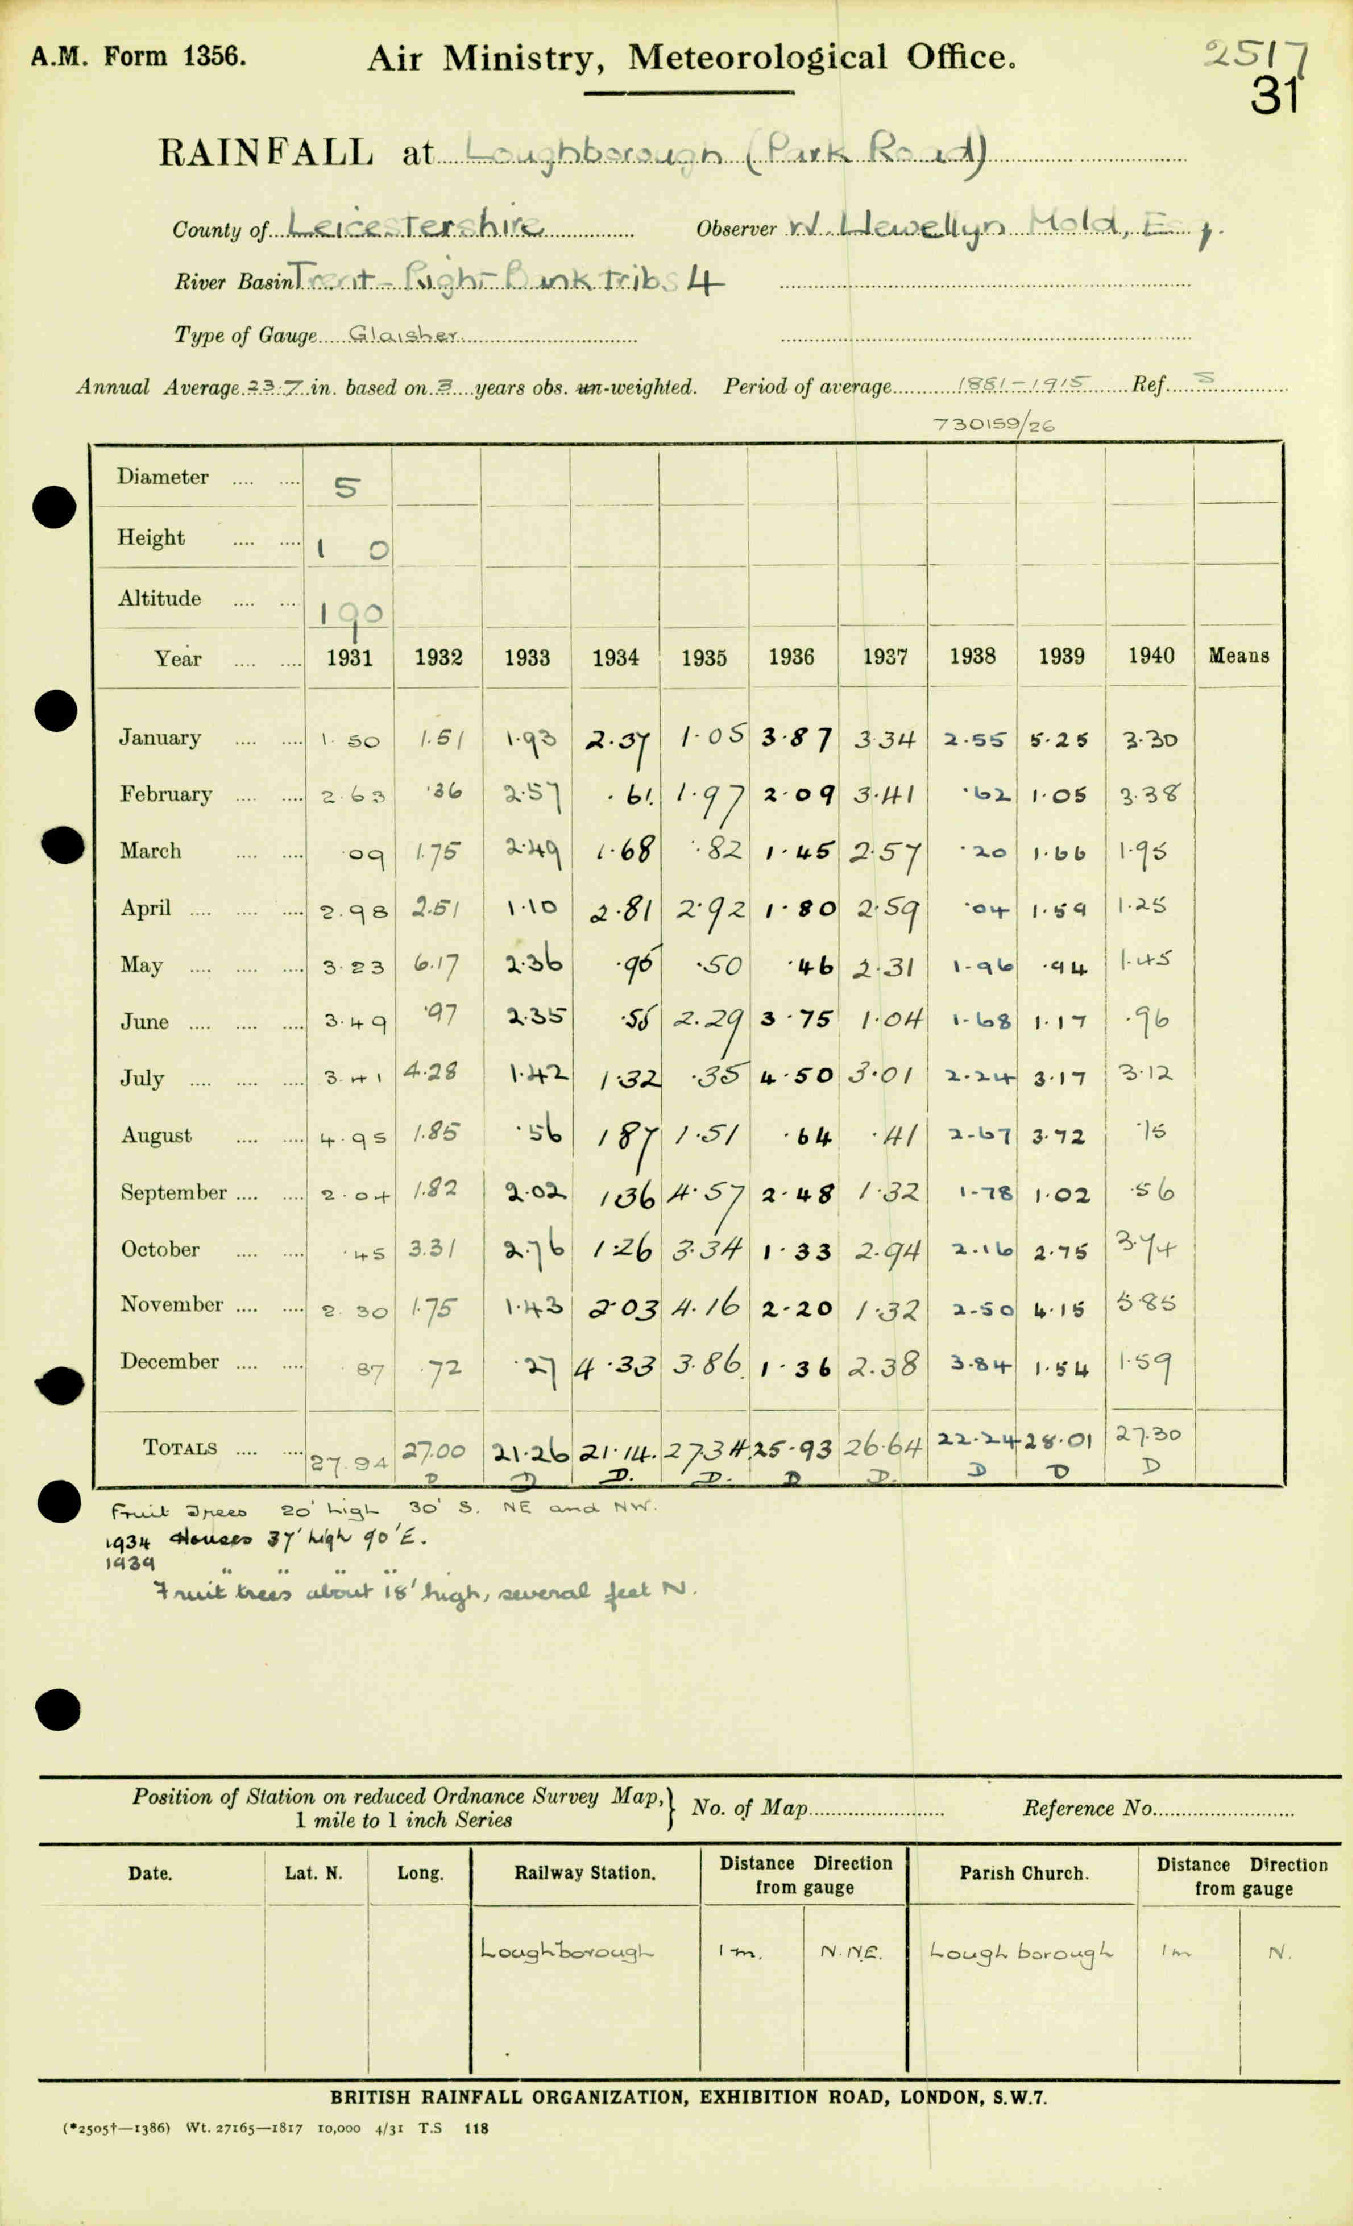 A.M. Form 1356. Air Ministry, Meteorological Office. 2517
31
RAINFALL at Loughborough (Park Road)
County of Leicestershire Observer W. Llewellyn Mold, Esq.
River Basin Trent - Right Bank tribs 4
Type of Gauge Glaisher
Annual Average 23.7 in. based on 3 years obs. un-weighted. Period of average 1881-1915 Ref. S
730159/26
Diameter 5
Height 1 0
Altitude 190
Year 1931 1932 1933 1934 1935 1936 1937 1938 1939 1940 Means
January 1.50 1.51 1.93 2.37 1.05 3.87 3.34 2.55 5.25 3.30
February 2.63 .36 2.57 .61 1.97 2.09 3.41 .62 1.05 3.38
March .09 1.75 2.49 1.68 .82 1.45 2.57 .20 1.66 1.95
April 2.98 2.51 1.10 2.81 2.92 1.80 2.59 .04 1.59 1.25
May 3.23 6.17 2.36 .95 .50 .46 2.31 1.96 .94 1.45
June 3.49 .97 2.35 .55 2.29 3.75 1.04 1.68 1.17 .96
July 3.41 4.28 1.42 1.32 .35 4.50 3.01 2.24 3.17 3.12
August 4.95 1.85 .56 1 87 1.51 .64 .41 2.67 3.72 .15
September 2.04 1.82 2.02 1 36 4.57 2.48 1.32 1.78 1.02 .56
October .45 3.31 2.76 1.26 3.34 1.33 2.94 2.16 2.75 3.74
November 2.30 1.75 1.43 2.03 4.16 2.20 1.32 2.50 4.15 5.85
December .87 .72 .27 4.33 3.86 1.36 2.38 3.84 1.54 1.59
TOTALS 27.94 27.00 21.26 21.14 27.34 25.93 26.64 22.24 28.01 27.30
D D D. D. D D. D D D
Fruit Trees 20' high 30' S. NE and NW.
1934 Houses 37' high 90' E.
1939 " " " "
Fruit trees about 18' high, several feet N.
Position of Station on reduced Ordnance Survey Map, } No. of Map Reference No.
1 mile to 1 inch Series
Date. Lat. N. Long. Railway Station. Distance Direction from gauge Parish Church. Distance Direction from gauge
Loughborough 1 m. N.NE. Loughborough 1m N.
BRITISH RAINFALL ORGANIZATION, EXHIBITION ROAD, LONDON, S.W.7.
(*2505†—1386) Wt. 27165—1817 10,000 4/31 T.S 118